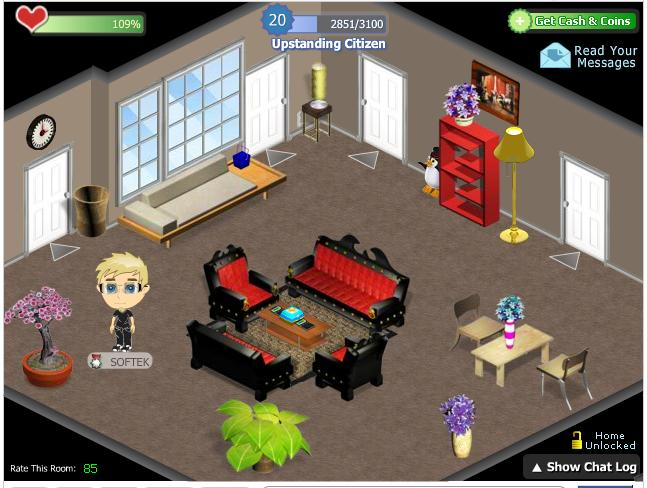 109%
20
2851/3100
Upstanding Citizen
Get Cash & Coins
Read Your
Messages
SOFTEK
Home
Unlocked
Rate This Room: 85
Show Chat Log